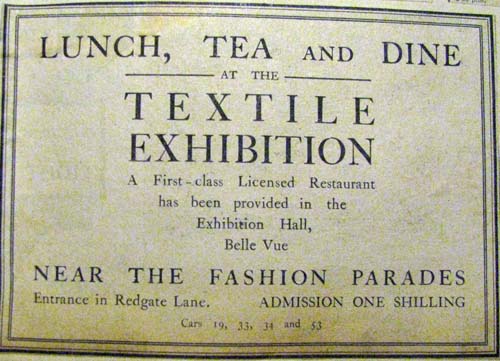 LUNCH, TEA AND DINE
AT THE
TEXTILE
EXHIBITION
A First-class Licensed Restaurant
has been provided in the
Exhibition Hall,
Belle Vue
NEAR THE FASHION PARADES
Entrance in Redgate Lane. ADMISSION ONE SHILLING
Cars 19, 33, 34 and 53